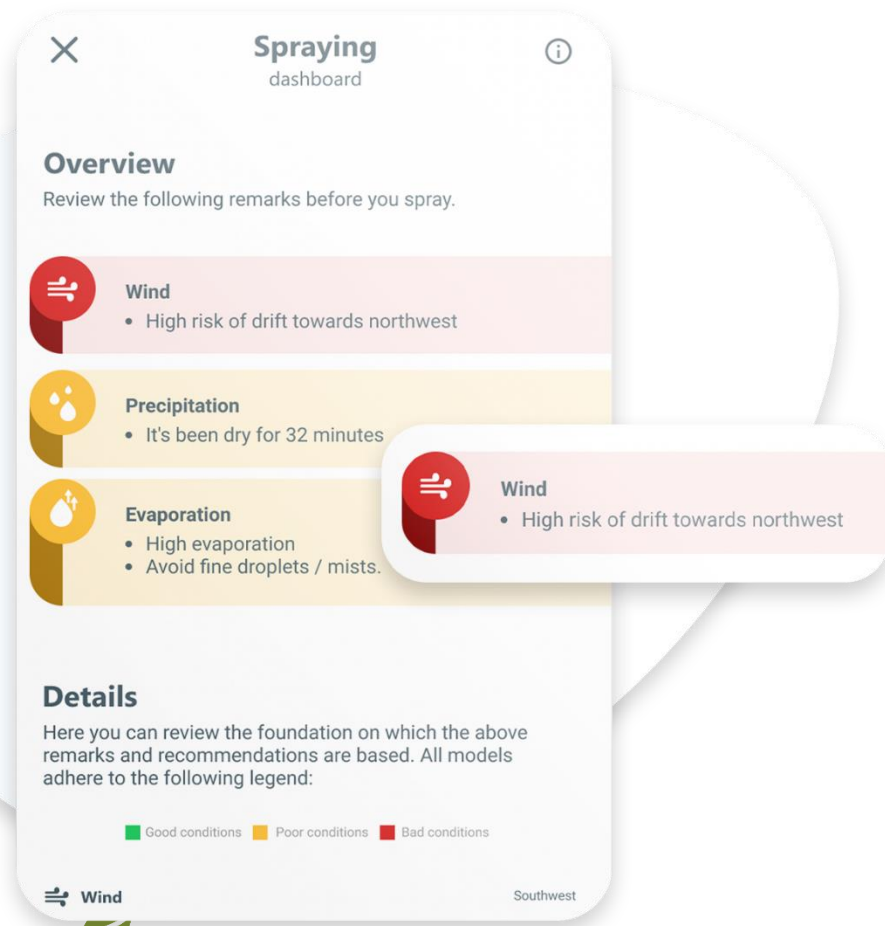 Spraying
dashboard
Overview
Review the following remarks before you spray.
Wind
• High risk of drift towards northwest
Precipitation
• It's been dry for 32 minutes
Evaporation
• High evaporation
• Avoid fine droplets / mists.
Wind
• High risk of drift towards northwest
Details
Here you can review the foundation on which the above
remarks and recommendations are based. All models
adhere to the following legend:
Good conditions Poor conditions Bad conditions
Wind Southwest